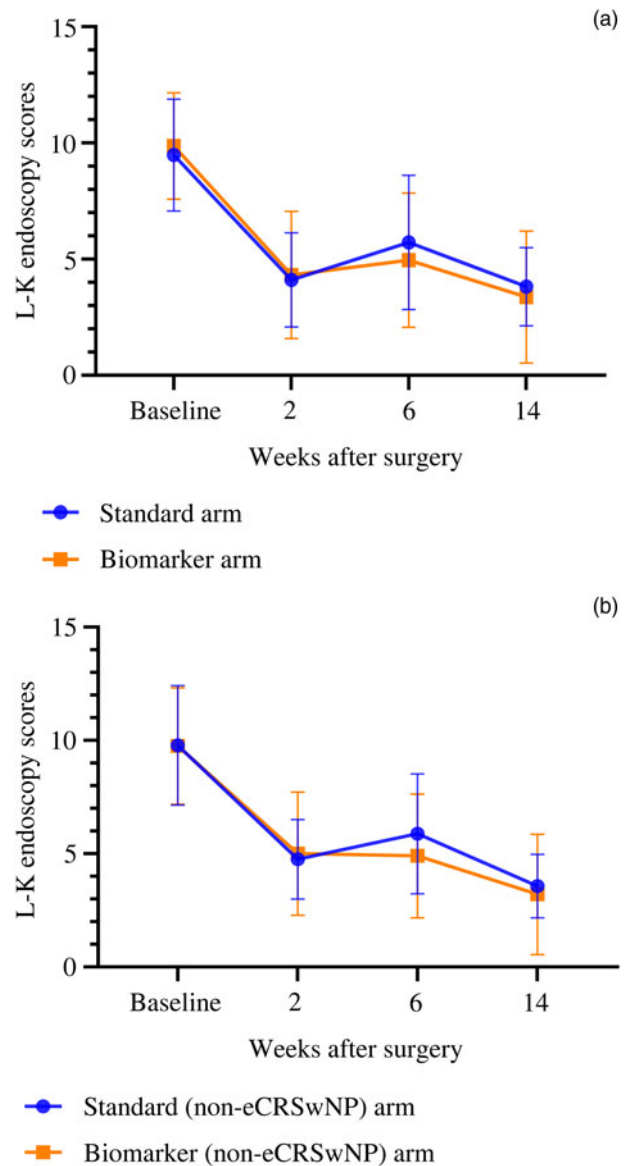 (a)
15
10
5
0
L-K endoscopy scores
Baseline 2 6 14
Weeks after surgery
Standard arm
Biomarker arm
(b)
15
10
5
0
L-K endoscopy scores
Baseline 2 6 14
Weeks after surgery
Standard (non-eCRSwNP) arm
Biomarker (non-eCRSwNP) arm